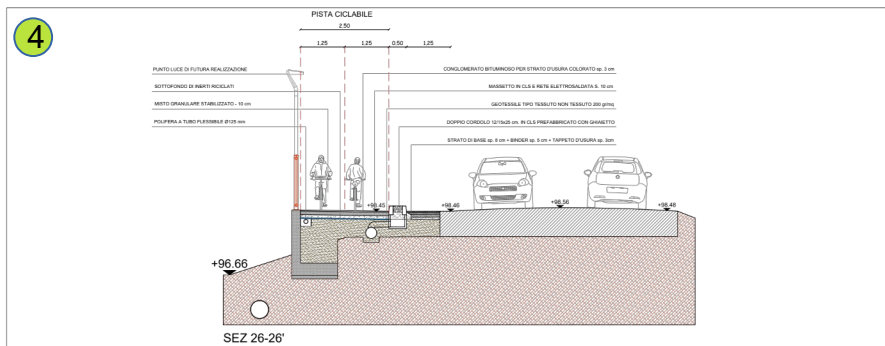 4
PISTA CICLABILE
2.50
1.25 1.25 0.50 1.25
PUNTO LUCE DI FUTURA REALIZZAZIONE
SOTTOFONDO DI INERTI RICICLATI
MISTO GRANULARE STABILIZZATO - 10 cm
POLIFERA A TUBO FLESSIBILE Ø125 mm
CONGLOMERATO BITUMINOSO PER STRATO D'USURA COLORATO sp. 3 cm
MASSETTO IN CLS E RETE ELETTROSALDATA S. 10 cm
GEOTESSILE TIPO TESSUTO NON TESSUTO 200 gr/mq
DOPPIO CORDOLO 12/15x25 cm. IN CLS PREFABBRICATO CON GHIAIETTO
STRATO DI BASE sp. 8 cm + BINDER sp. 5 cm + TAPPETO D'USURA sp. 3cm
+98.45 +98.46 +98.56 +98.48
+96.66
SEZ 26-26'